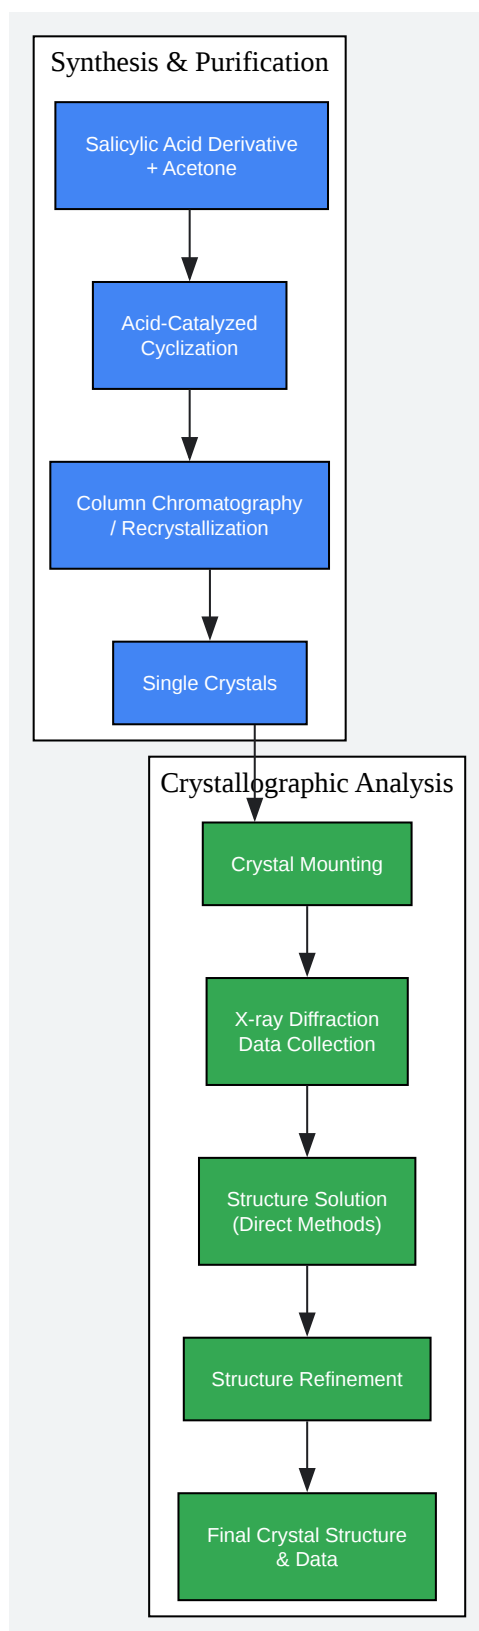 Synthesis & Purification
Salicylic Acid Derivative
+ Acetone
Acid-Catalyzed
Cyclization
Column Chromatography
/ Recrystallization
Single Crystals
Crystallographic Analysis
Crystal Mounting
X-ray Diffraction
Data Collection
Structure Solution
(Direct Methods)
Structure Refinement
Final Crystal Structure
& Data